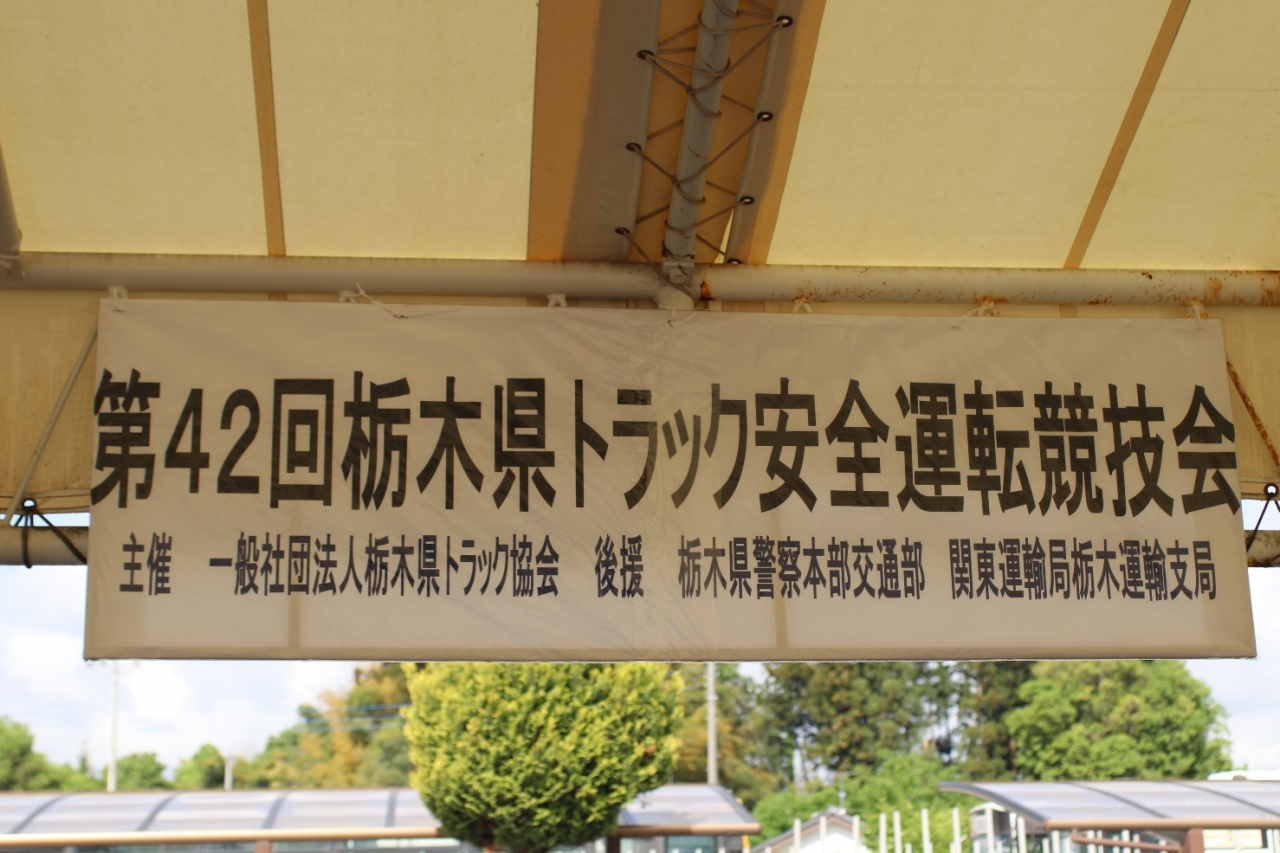 第42回栃木県トラック安全運転競技会
主催　一般社団法人栃木県トラック協会　後援　栃木県警察本部交通部　関東運輸局栃木運輸支局